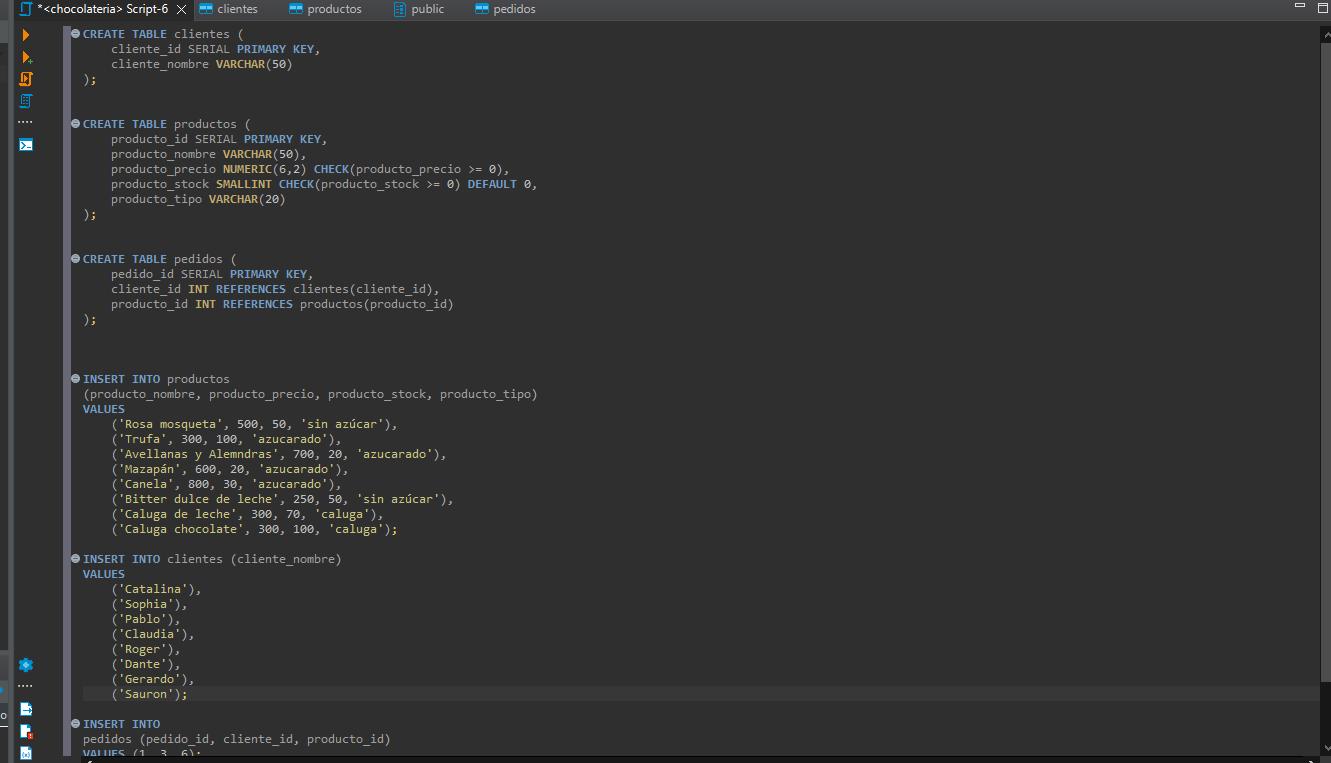 *<chocolateria> Script-6
clientes
productos
public
pedidos
CREATE TABLE clientes (
cliente_id SERIAL PRIMARY KEY,
cliente_nombre VARCHAR(50)
);
CREATE TABLE productos (
producto_id SERIAL PRIMARY KEY,
producto_nombre VARCHAR(50),
producto_precio NUMERIC(6,2) CHECK(producto_precio >= 0),
producto_stock SMALLINT CHECK(producto_stock >= 0) DEFAULT 0,
producto_tipo VARCHAR(20)
);
CREATE TABLE pedidos (
pedido_id SERIAL PRIMARY KEY,
cliente_id INT REFERENCES clientes(cliente_id),
producto_id INT REFERENCES productos(producto_id)
);
INSERT INTO productos
(producto_nombre, producto_precio, producto_stock, producto_tipo)
VALUES
('Rosa mosqueta', 500, 50, 'sin azúcar'),
('Trufa', 300, 100, 'azucarado'),
('Avellanas y Alemndras', 700, 20, 'azucarado'),
('Mazapán', 600, 20, 'azucarado'),
('Canela', 800, 30, 'azucarado'),
('Bitter dulce de leche', 250, 50, 'sin azúcar'),
('Caluga de leche', 300, 70, 'caluga'),
('Caluga chocolate', 300, 100, 'caluga');
INSERT INTO clientes (cliente_nombre)
VALUES
('Catalina'),
('Sophia'),
('Pablo'),
('Claudia'),
('Roger'),
('Dante'),
('Gerardo'),
('Sauron');
INSERT INTO
pedidos (pedido_id, cliente_id, producto_id)
VALUES (1, 3, 6);